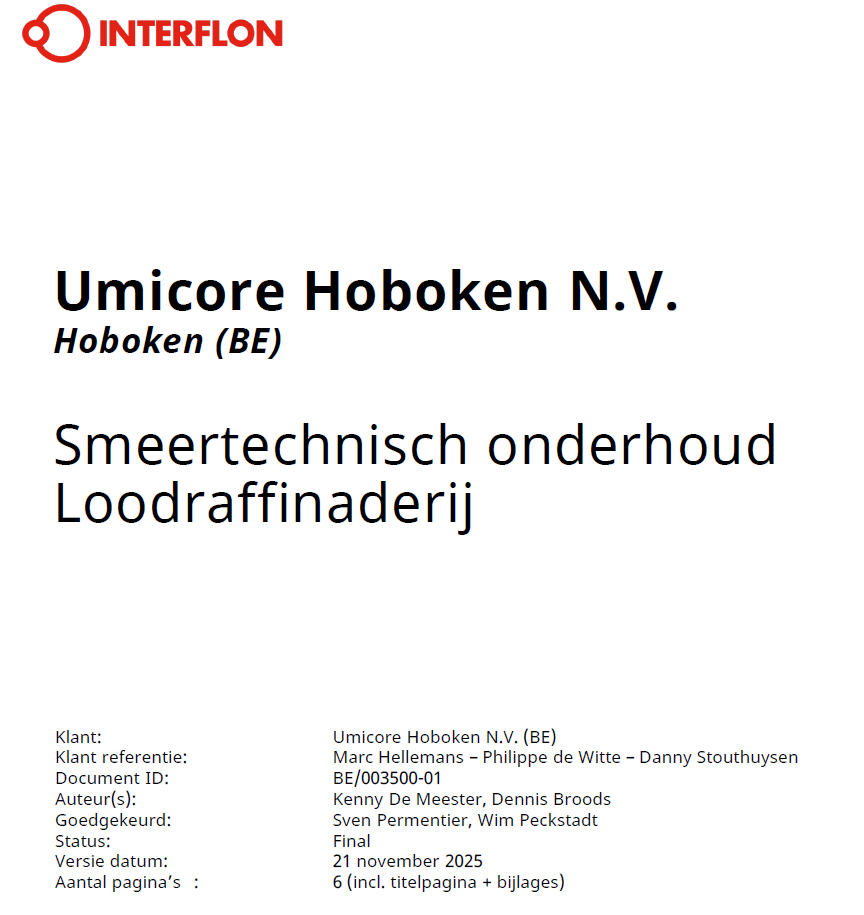 INTERFLON
Umicore Hoboken N.V.
Hoboken (BE)
Smeertechnisch onderhoud
Loodraffinaderij
Klant: Umicore Hoboken N.V. (BE)
Klant referentie: Marc Hellemans – Philippe de Witte – Danny Stouthuysen
Document ID: BE/003500-01
Auteur(s): Kenny De Meester, Dennis Broods
Goedgekeurd: Sven Permentier, Wim Peckstadt
Status: Final
Versie datum: 21 november 2025
Aantal pagina’s : 6 (incl. titelpagina + bijlages)